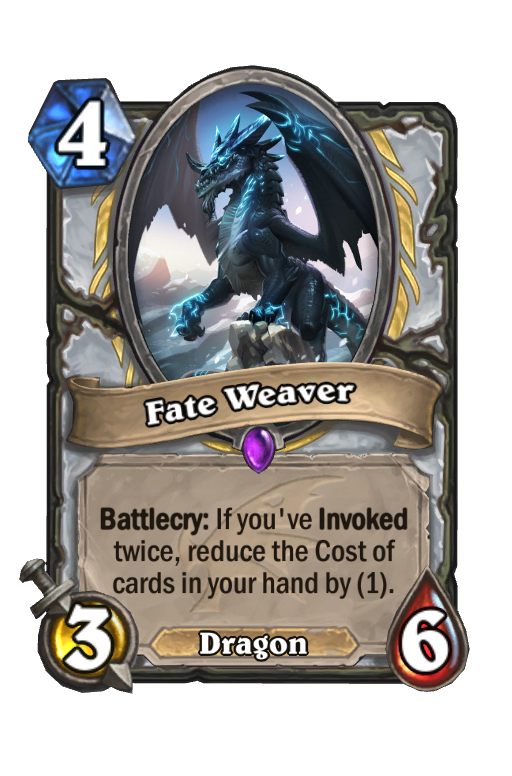 4
Fate Weaver
Battlecry: If you've Invoked
twice, reduce the Cost of
cards in your hand by (1).
3
Dragon
6